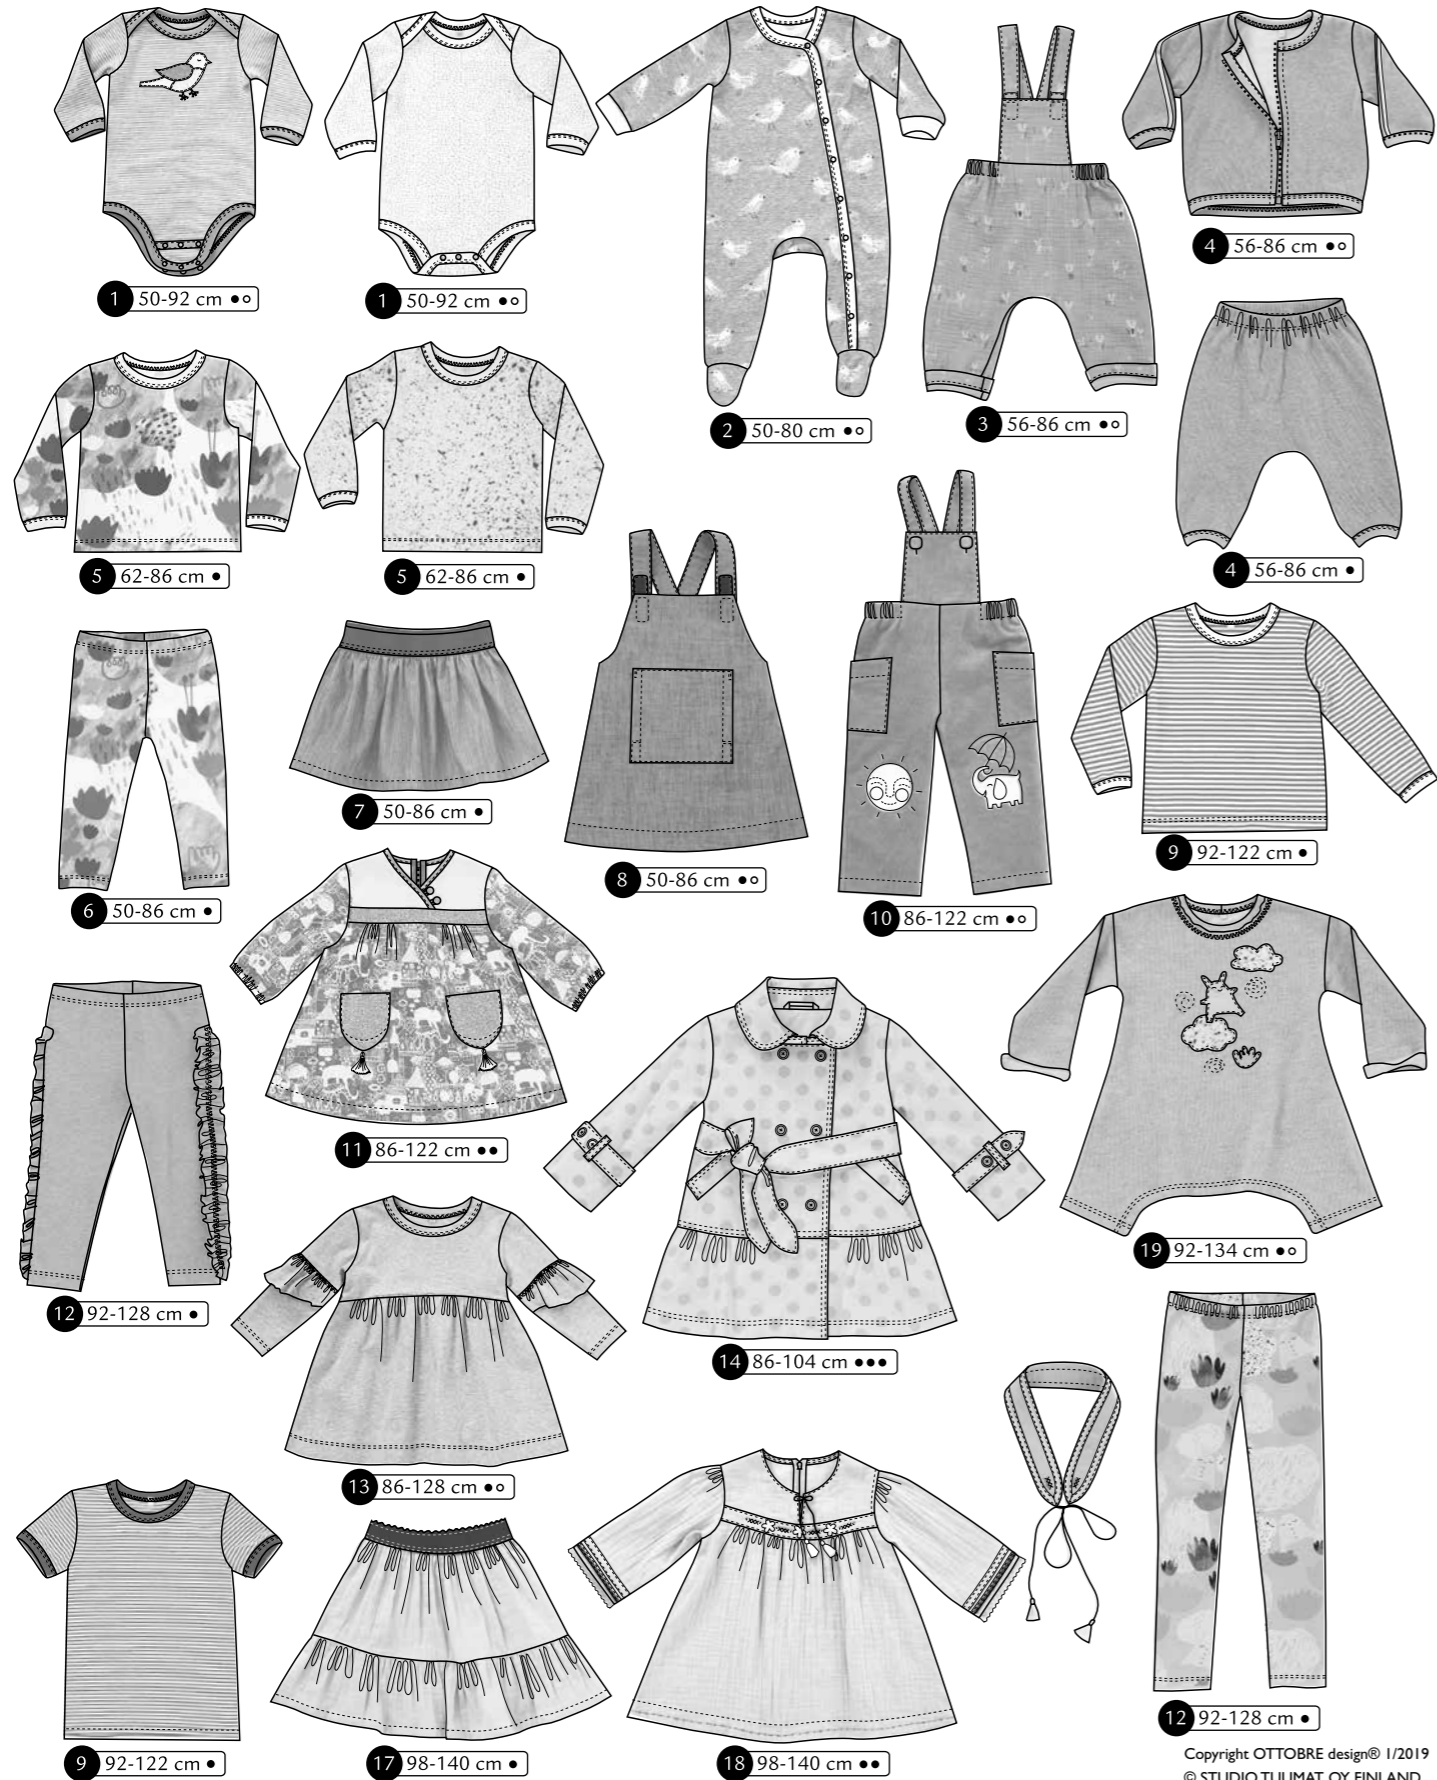 1 50-92 cm ●○
1 50-92 cm ●○
4 56-86 cm ●○
2 50-80 cm ●○
3 56-86 cm ●○
5 62-86 cm ●
5 62-86 cm ●
4 56-86 cm ●
7 50-86 cm ●
9 92-122 cm ●
8 50-86 cm ●○
6 50-86 cm ●
10 86-122 cm ●○
11 86-122 cm ●●
19 92-134 cm ●○
12 92-128 cm ●
14 86-104 cm ●●●
13 86-128 cm ●○
12 92-128 cm ●
9 92-122 cm ●
17 98-140 cm ●
18 98-140 cm ●●
Copyright OTTOBRE design® 1/2019
© STUDIO TUUMAT OY, FINLAND